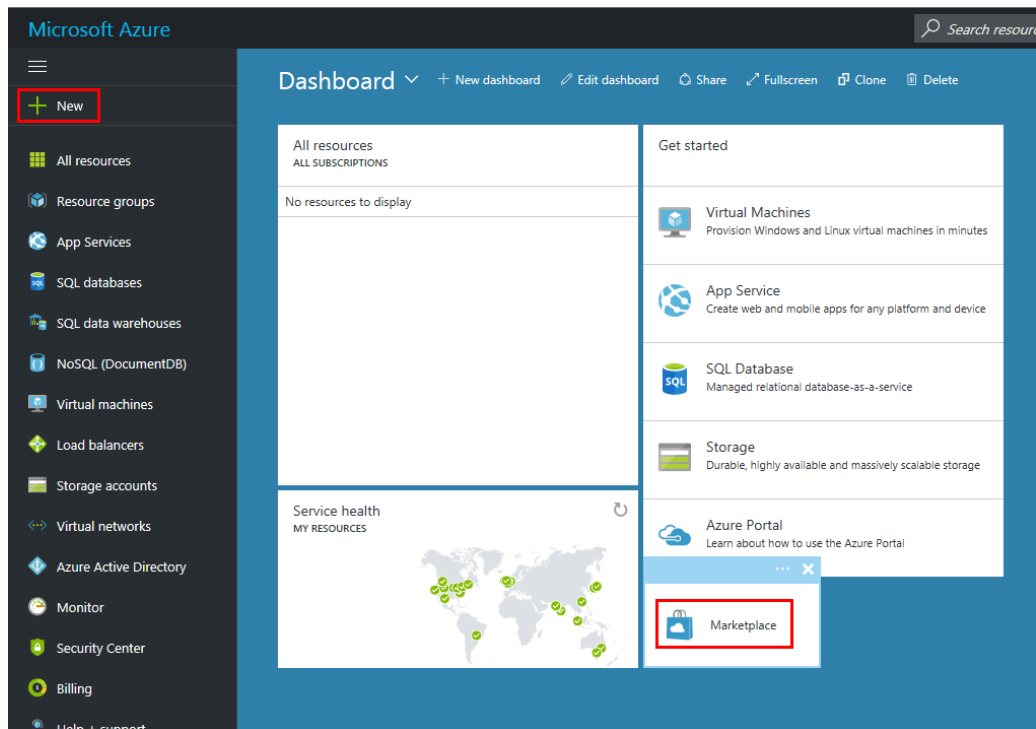 Microsoft Azure
Search resour
New
Dashboard
New dashboard
Edit dashboard
Share
Fullscreen
Clone
Delete
All resources
Resource groups
App Services
SQL databases
SQL data warehouses
NoSQL (DocumentDB)
Virtual machines
Load balancers
Storage accounts
Virtual networks
Azure Active Directory
Monitor
Security Center
Billing
Help + support
All resources
ALL SUBSCRIPTIONS
No resources to display
Service health
MY RESOURCES
Get started
Virtual Machines
Provision Windows and Linux virtual machines in minutes
App Service
Create web and mobile apps for any platform and device
SQL
SQL Database
Managed relational database-as-a-service
Storage
Durable, highly available and massively scalable storage
Azure Portal
Learn about how to use the Azure Portal
Marketplace